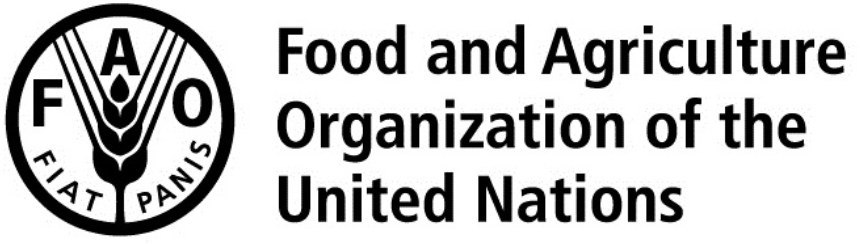 F A O
FIAT PANIS
Food and Agriculture
Organization of the
United Nations